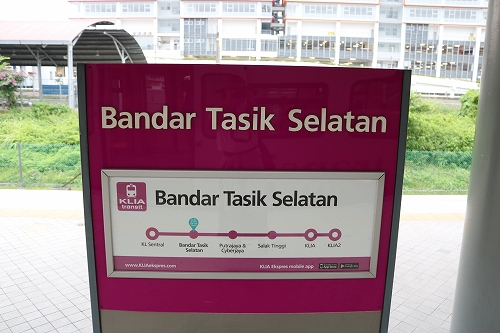 Bandar Tasik Selatan
KLIA
transit
Bandar Tasik Selatan
KL Sentral
Bandar Tasik
Selatan
Putrajaya &
Cyberjaya
Salak Tinggi
KLIA
KLIA2
www.KLIAekspres.com
KLIA Ekspres mobile app